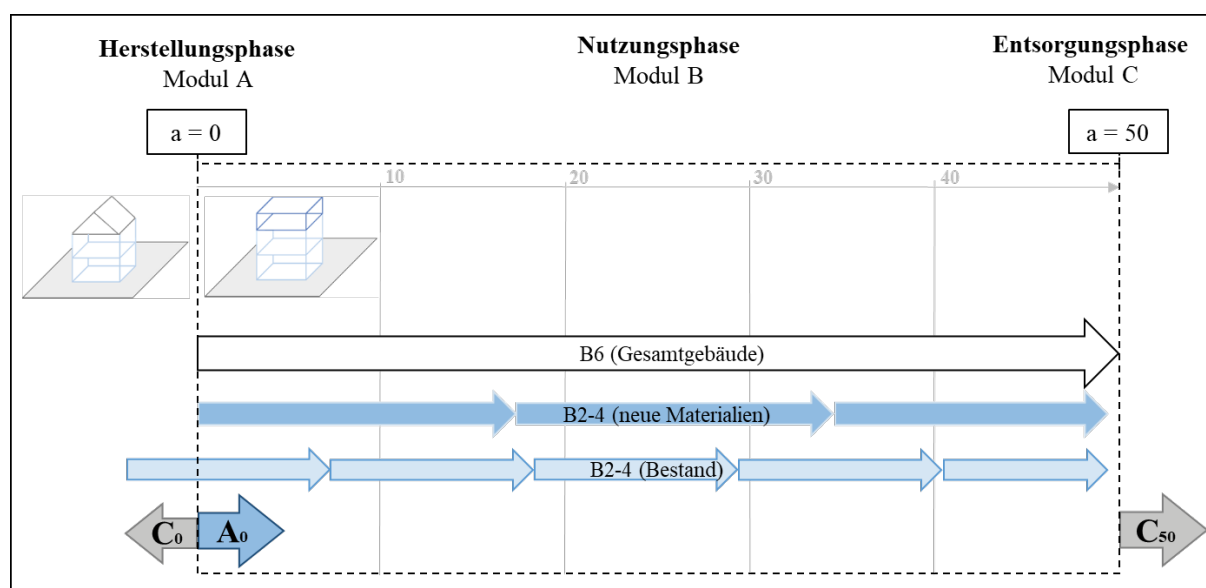 Herstellungsphase
Modul A
Nutzungsphase
Modul B
Entsorgungsphase
Modul C
a = 0
a = 50
10
20
30
40
B6 (Gesamtgebäude)
B2-4 (neue Materialien)
B2-4 (Bestand)
C0
A0
C50